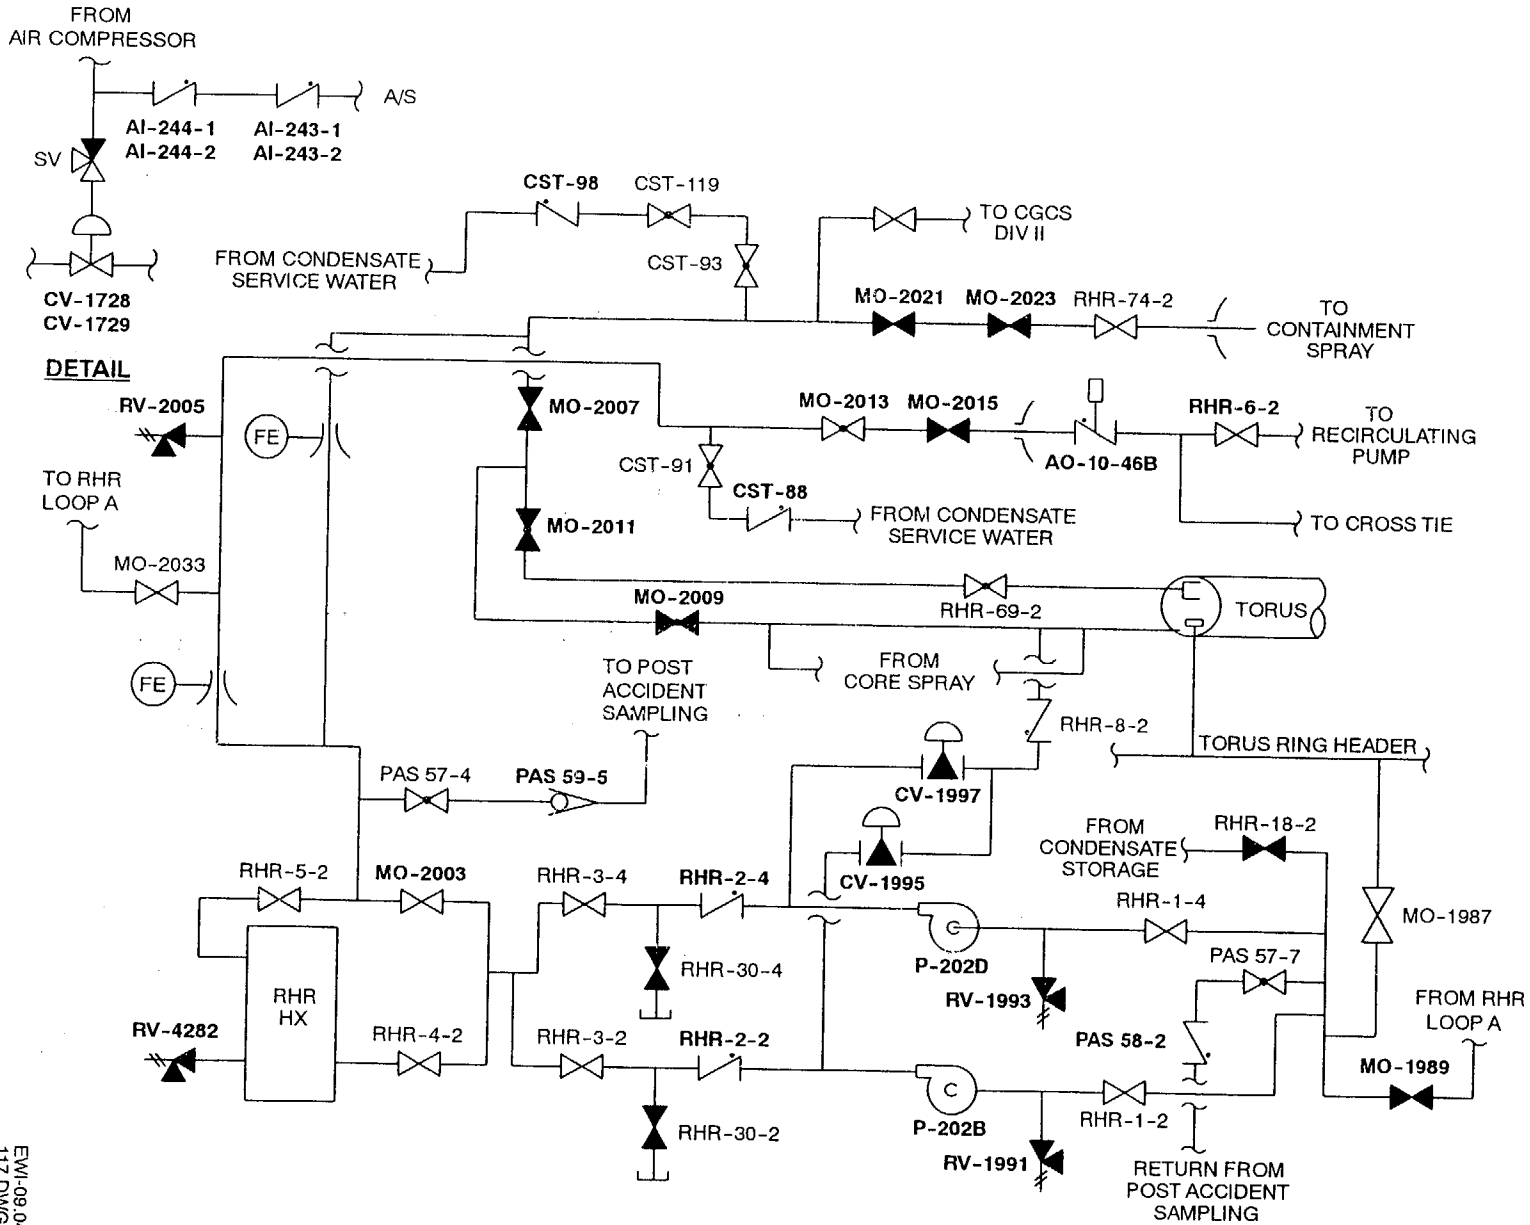 FROM
AIR COMPRESSOR
A/S
AI-244-1
AI-244-2
AI-243-1
AI-243-2
SV
CV-1728
CV-1729
DETAIL
CST-98
CST-119
FROM CONDENSATE
SERVICE WATER
CST-93
TO CGCS
DIV II
MO-2021
MO-2023
RHR-74-2
TO
CONTAINMENT
SPRAY
RV-2005
FE
MO-2007
MO-2013
MO-2015
AO-10-46B
RHR-6-2
TO
RECIRCULATING
PUMP
CST-91
CST-88
FROM CONDENSATE
SERVICE WATER
TO CROSS TIE
TO RHR
LOOP A
MO-2011
MO-2033
MO-2009
RHR-69-2
TORUS
FE
TO POST
ACCIDENT
SAMPLING
FROM
CORE SPRAY
RHR-8-2
TORUS RING HEADER
PAS 57-4
PAS 59-5
CV-1997
CV-1995
FROM
CONDENSATE
STORAGE
RHR-18-2
RHR-5-2
MO-2003
RHR-3-4
RHR-2-4
RHR-1-4
MO-1987
C
P-202D
RHR-30-4
RV-1993
PAS 57-7
RHR
HX
RV-4282
RHR-4-2
RHR-3-2
RHR-2-2
PAS 58-2
FROM RHR
LOOP A
MO-1989
C
P-202B
RHR-1-2
RHR-30-2
RV-1991
RETURN FROM
POST ACCIDENT
SAMPLING